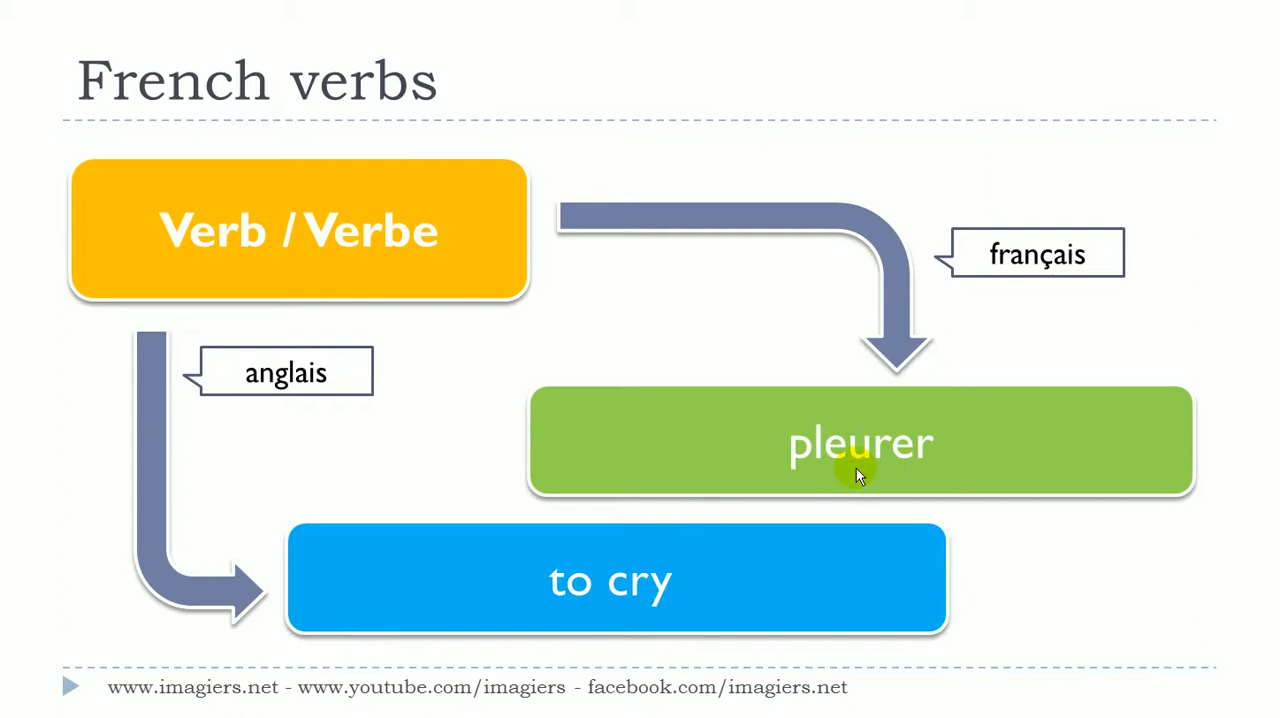 French verbs
Verb / Verbe
français
anglais
pleurer
to cry
www.imagiers.net - www.youtube.com/imagiers - facebook.com/imagiers.net